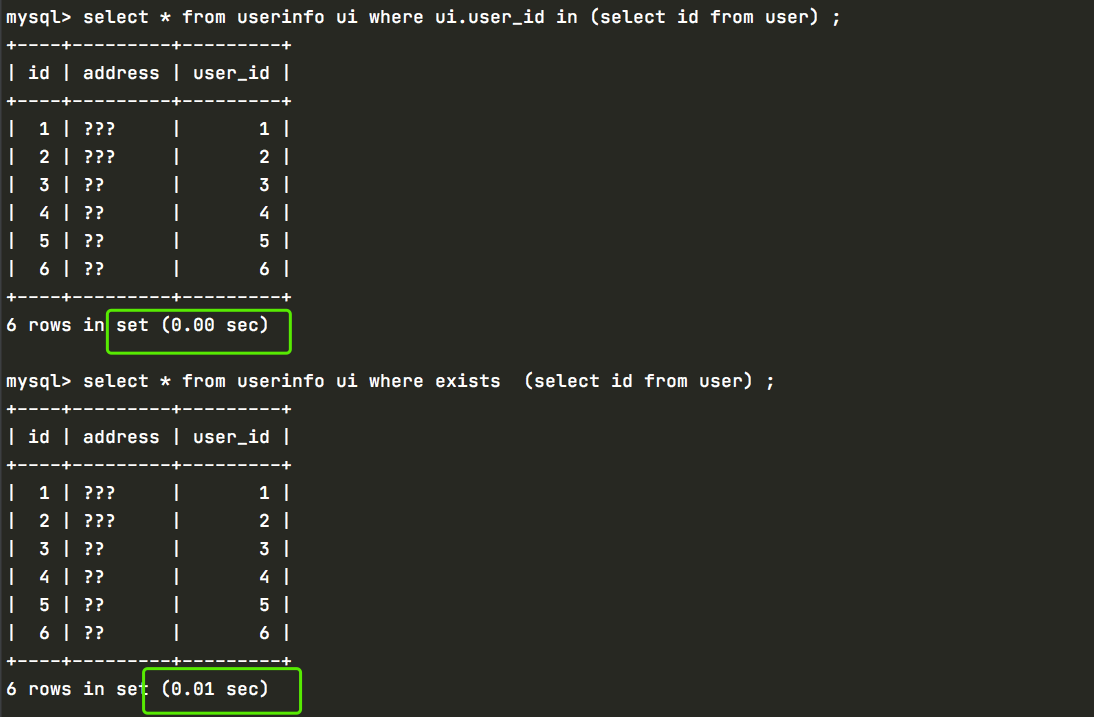 mysql> select * from userinfo ui where ui.user_id in (select id from user) ;
+----+---------+---------+
| id | address | user_id |
+----+---------+---------+
|  1 | ???     |       1 |
|  2 | ???     |       2 |
|  3 | ??      |       3 |
|  4 | ??      |       4 |
|  5 | ??      |       5 |
|  6 | ??      |       6 |
+----+---------+---------+
6 rows in set (0.00 sec)
mysql> select * from userinfo ui where exists  (select id from user) ;
+----+---------+---------+
| id | address | user_id |
+----+---------+---------+
|  1 | ???     |       1 |
|  2 | ???     |       2 |
|  3 | ??      |       3 |
|  4 | ??      |       4 |
|  5 | ??      |       5 |
|  6 | ??      |       6 |
+----+---------+---------+
6 rows in set (0.01 sec)